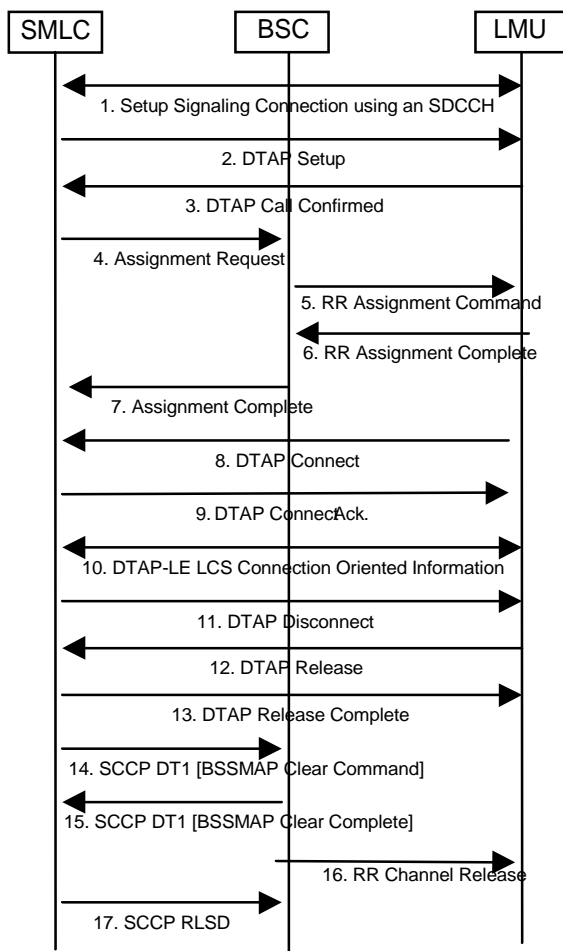 SMLC
BSC
LMU
1. Setup Signaling Connection using an SDCCH
2. DTAP Setup
3. DTAP Call Confirmed
4. Assignment Request
5. RR Assignment Command
6. RR Assignment Complete
7. Assignment Complete
8. DTAP Connect
9. DTAP Connect Ack.
10. DTAP-LE LCS Connection Oriented Information
11. DTAP Disconnect
12. DTAP Release
13. DTAP Release Complete
14. SCCP DT1 [BSSMAP Clear Command]
15. SCCP DT1 [BSSMAP Clear Complete]
16. RR Channel Release
17. SCCP RLSD